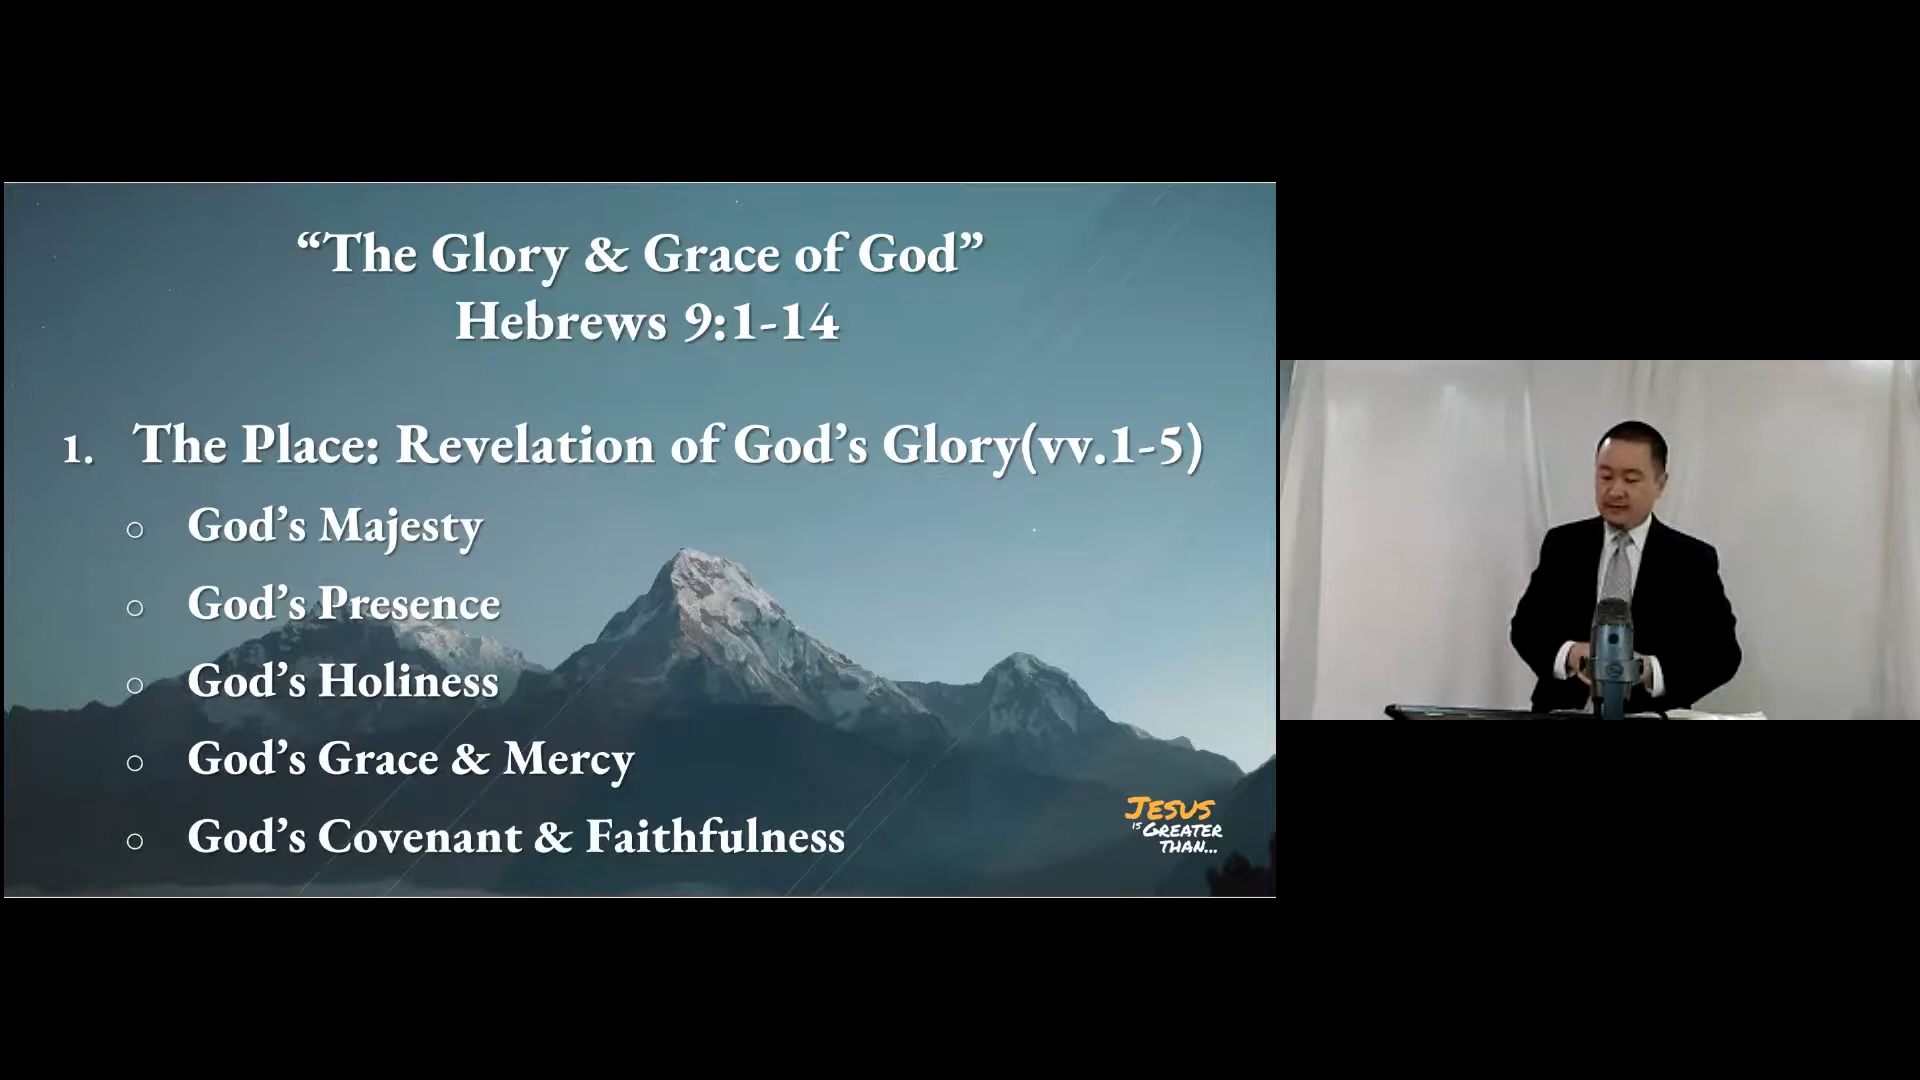 “The Glory & Grace of God”
Hebrews 9:1-14
1. The Place: Revelation of God’s Glory(vv.1-5)
○ God’s Majesty
○ God’s Presence
○ God’s Holiness
○ God’s Grace & Mercy
○ God’s Covenant & Faithfulness
Jesus
is Greater
than...